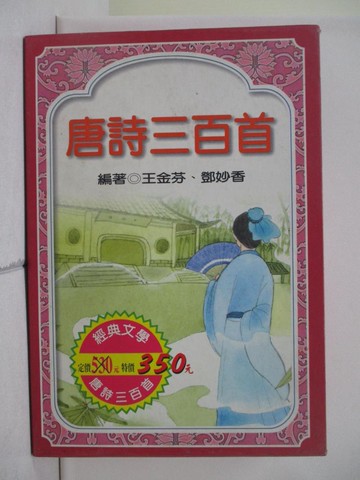 唐詩三百首
編著◎王金芬、鄧妙香
經典文學
定價580元 特價350元
唐詩三百首